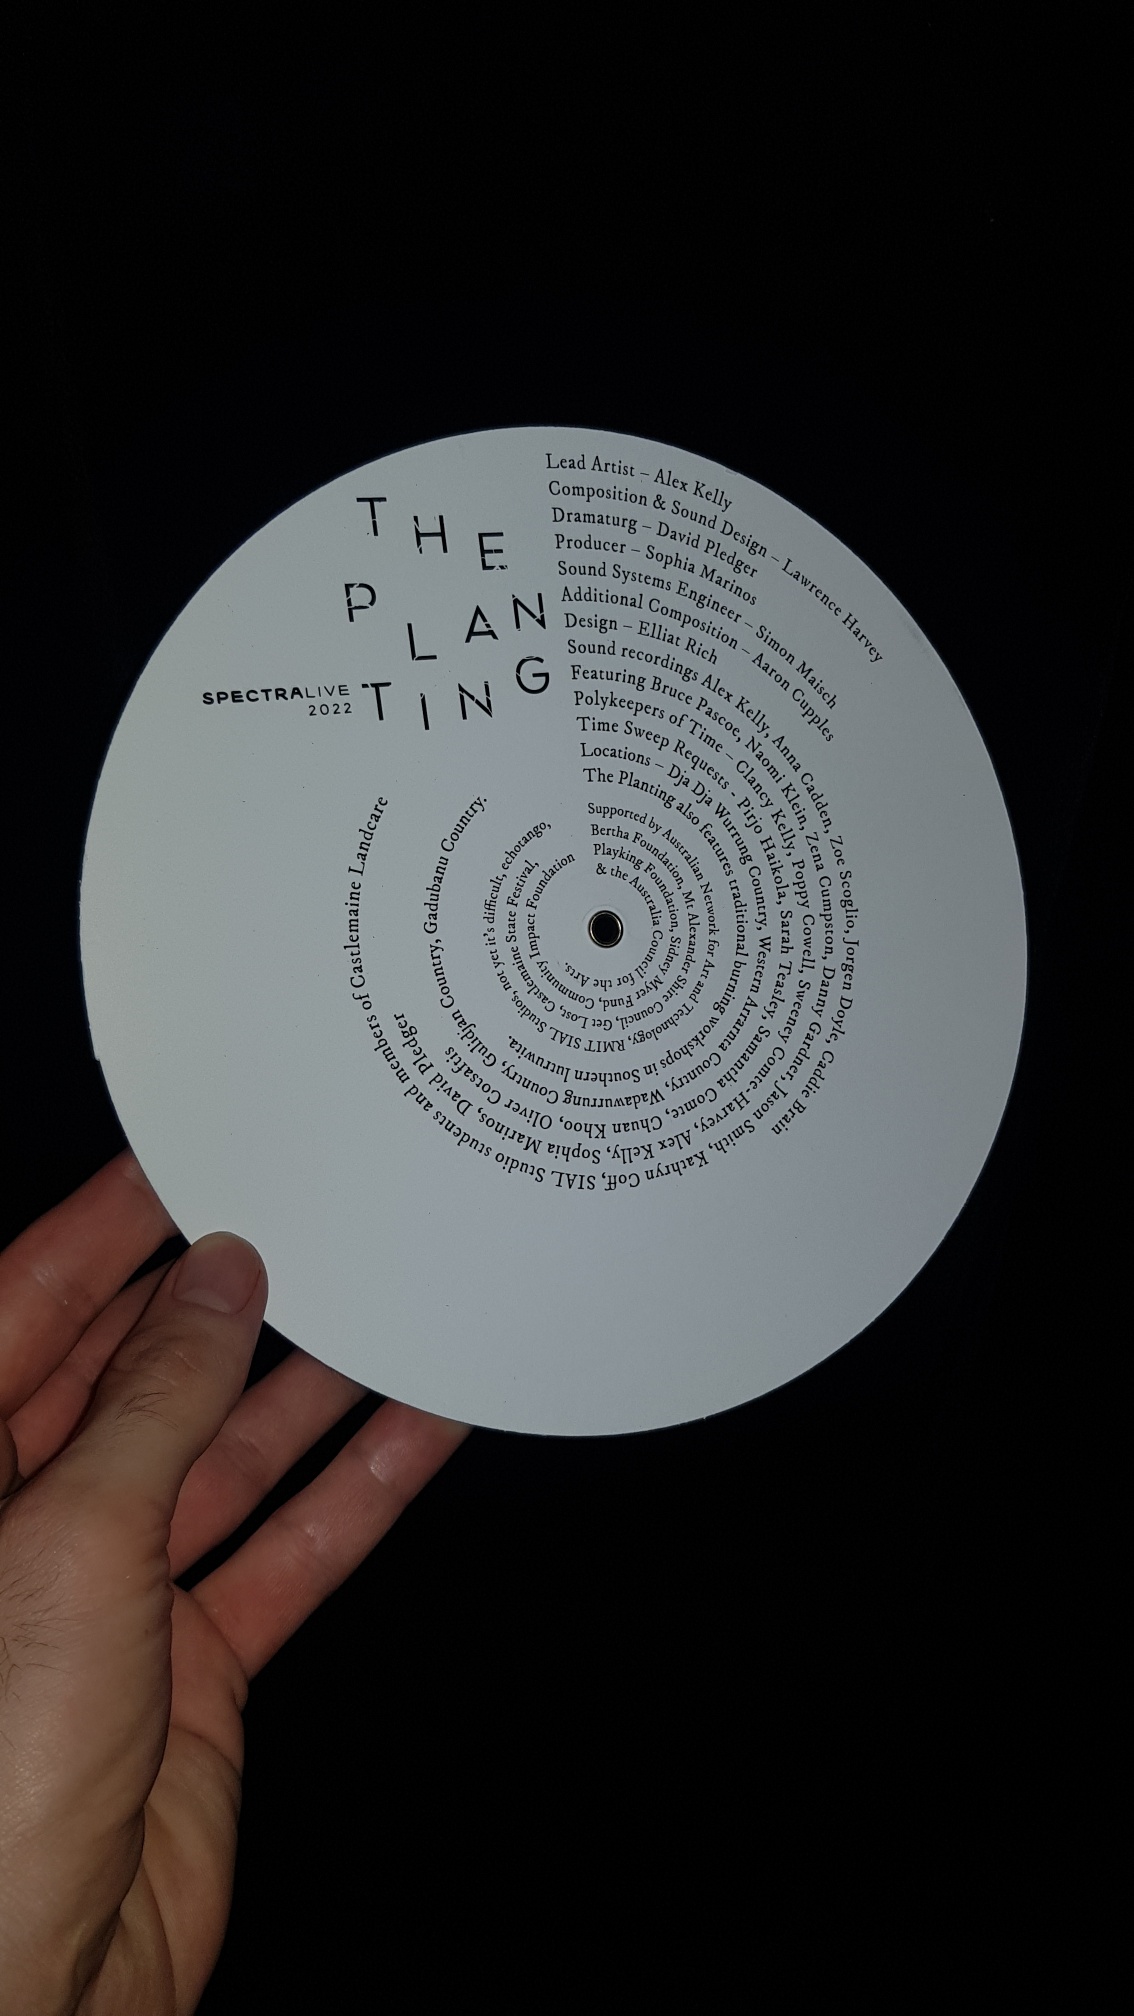 THE
PLAN
TING
SPECTRALIVE
2022
Lead Artist – Alex Kelly
Composition & Sound Design – Lawrence Harvey
Dramaturg – David Pledger
Producer – Sophia Marinos
Sound Systems Engineer – Simon Maisch
Additional Composition – Aaron Cupples
Design – Elliat Rich
Sound recordings Alex Kelly, Anna Cadden, Zoe Scoglio, Jorgen Doyle, Caddie Brain
Featuring Bruce Pascoe, Naomi Klein, Zena Cumpston, Danny Gardner, Jason Smith, Kathryn Coff, SIAL Studio students and members of Castlemaine Landcare
Polykeepers of Time – Clancy Kelly, Poppy Cowell, Sweeney Comte-Harvey, Alex Kelly, Sophia Marinos, David Pledger
Time Sweep Requests - Pirjo Haikola, Sarah Teasley, Samantha Comte, Chuan Khoo, Oliver Cotsaftis
Locations – Dja Dja Wurrung Country, Western Arrarnta Country, Wadawurrung Country, Gulidjan Country, Gadubanu Country.
The Planting also features traditional burning workshops in Southern lutruwita.
Supported by Australian Network for Art and Technology, RMIT SIAL Studios, not yet it's difficult, echotango,
Bertha Foundation, Mt Alexander Shire Council, Get Lost, Castlemaine State Festival,
Playking Foundation, Sidney Myer Fund, Community Impact Foundation
& the Australia Council for the Arts.